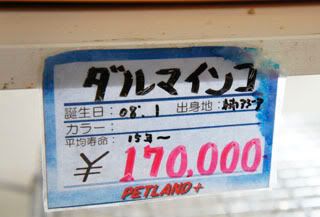 ダルマインコ
誕生日: 08. 1 出身地:
カラー:
平均寿命: 15才〜
¥ 170,000
PETLAND+